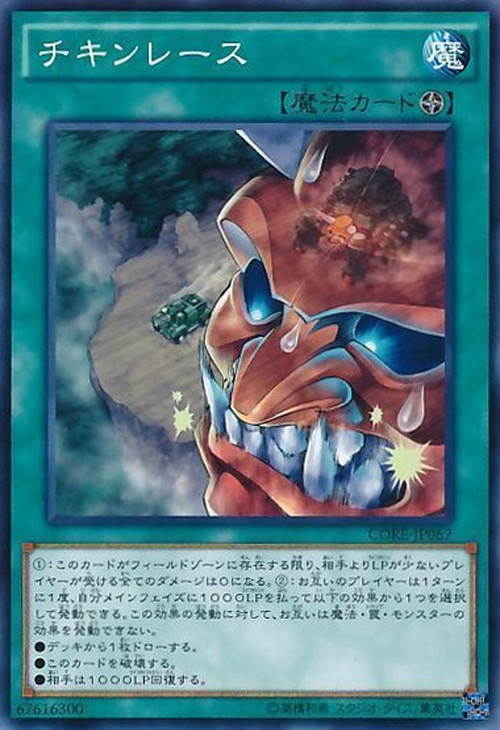 チキンレース
魔
【魔法カード】
CORE-JP067
①：このカードがフィールドゾーンに存在する限り、相手よりLPが少ないプレ
イヤーが受ける全てのダメージは0になる。②：お互いのプレイヤーは1ターン
に1度、自分メインフェイズに1000LPを払って以下の効果から1つを選択
して発動できる。この効果の発動に対して、お互いは魔法・罠・モンスターの
効果を発動できない。
●デッキから1枚ドローする。
●このカードを破壊する。
●相手は1000LP回復する。
67616300
©高橋和希 スタジオ・ダイス/集英社